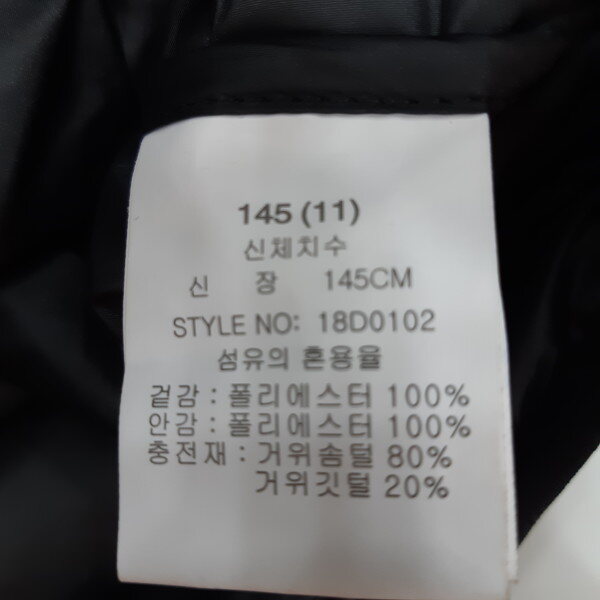 145 (11)
신체치수
신 장 145CM
STYLE NO: 18D0102
섬유의 혼용율
겉감 : 폴리에스터 100%
안감 : 폴리에스터 100%
충전재 : 거위솜털 80%
거위깃털 20%